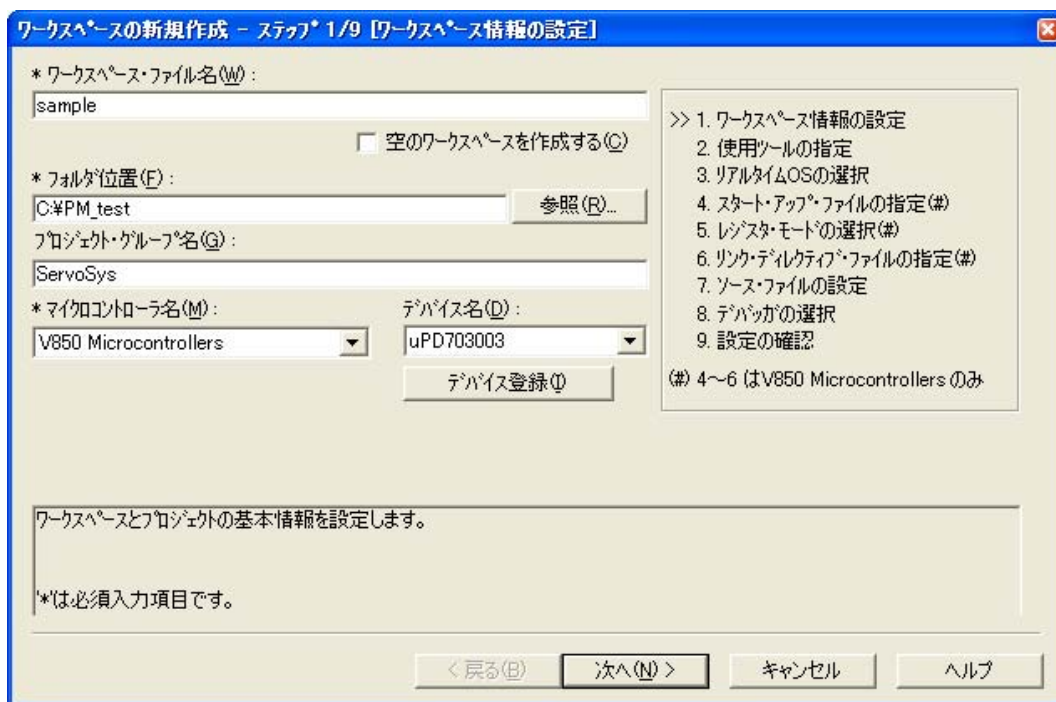 ワークスペースの新規作成 - ステップ 1/9 [ワークスペース情報の設定]
* ワークスペース・ファイル名(W) :
sample
空のワークスペースを作成する(C)
* フォルダ位置(F) :
C:¥PM_test
参照(R)...
プロジェクト・グループ名(G) :
ServoSys
* マイクロコントローラ名(M) :
デバイス名(D) :
V850 Microcontrollers
uPD703003
デバイス登録(I)
>> 1. ワークスペース情報の設定
2. 使用ツールの指定
3. リアルタイムOSの選択
4. スタート・アップ・ファイルの指定(#)
5. レジスタ・モードの選択(#)
6. リンク・ディレクティブ・ファイルの指定(#)
7. ソース・ファイルの設定
8. デバッガの選択
9. 設定の確認
(#) 4~6 はV850 Microcontrollers のみ
ワークスペースとプロジェクトの基本情報を設定します。
'*'は必須入力項目です。
< 戻る(B)
次へ(N) >
キャンセル
ヘルプ